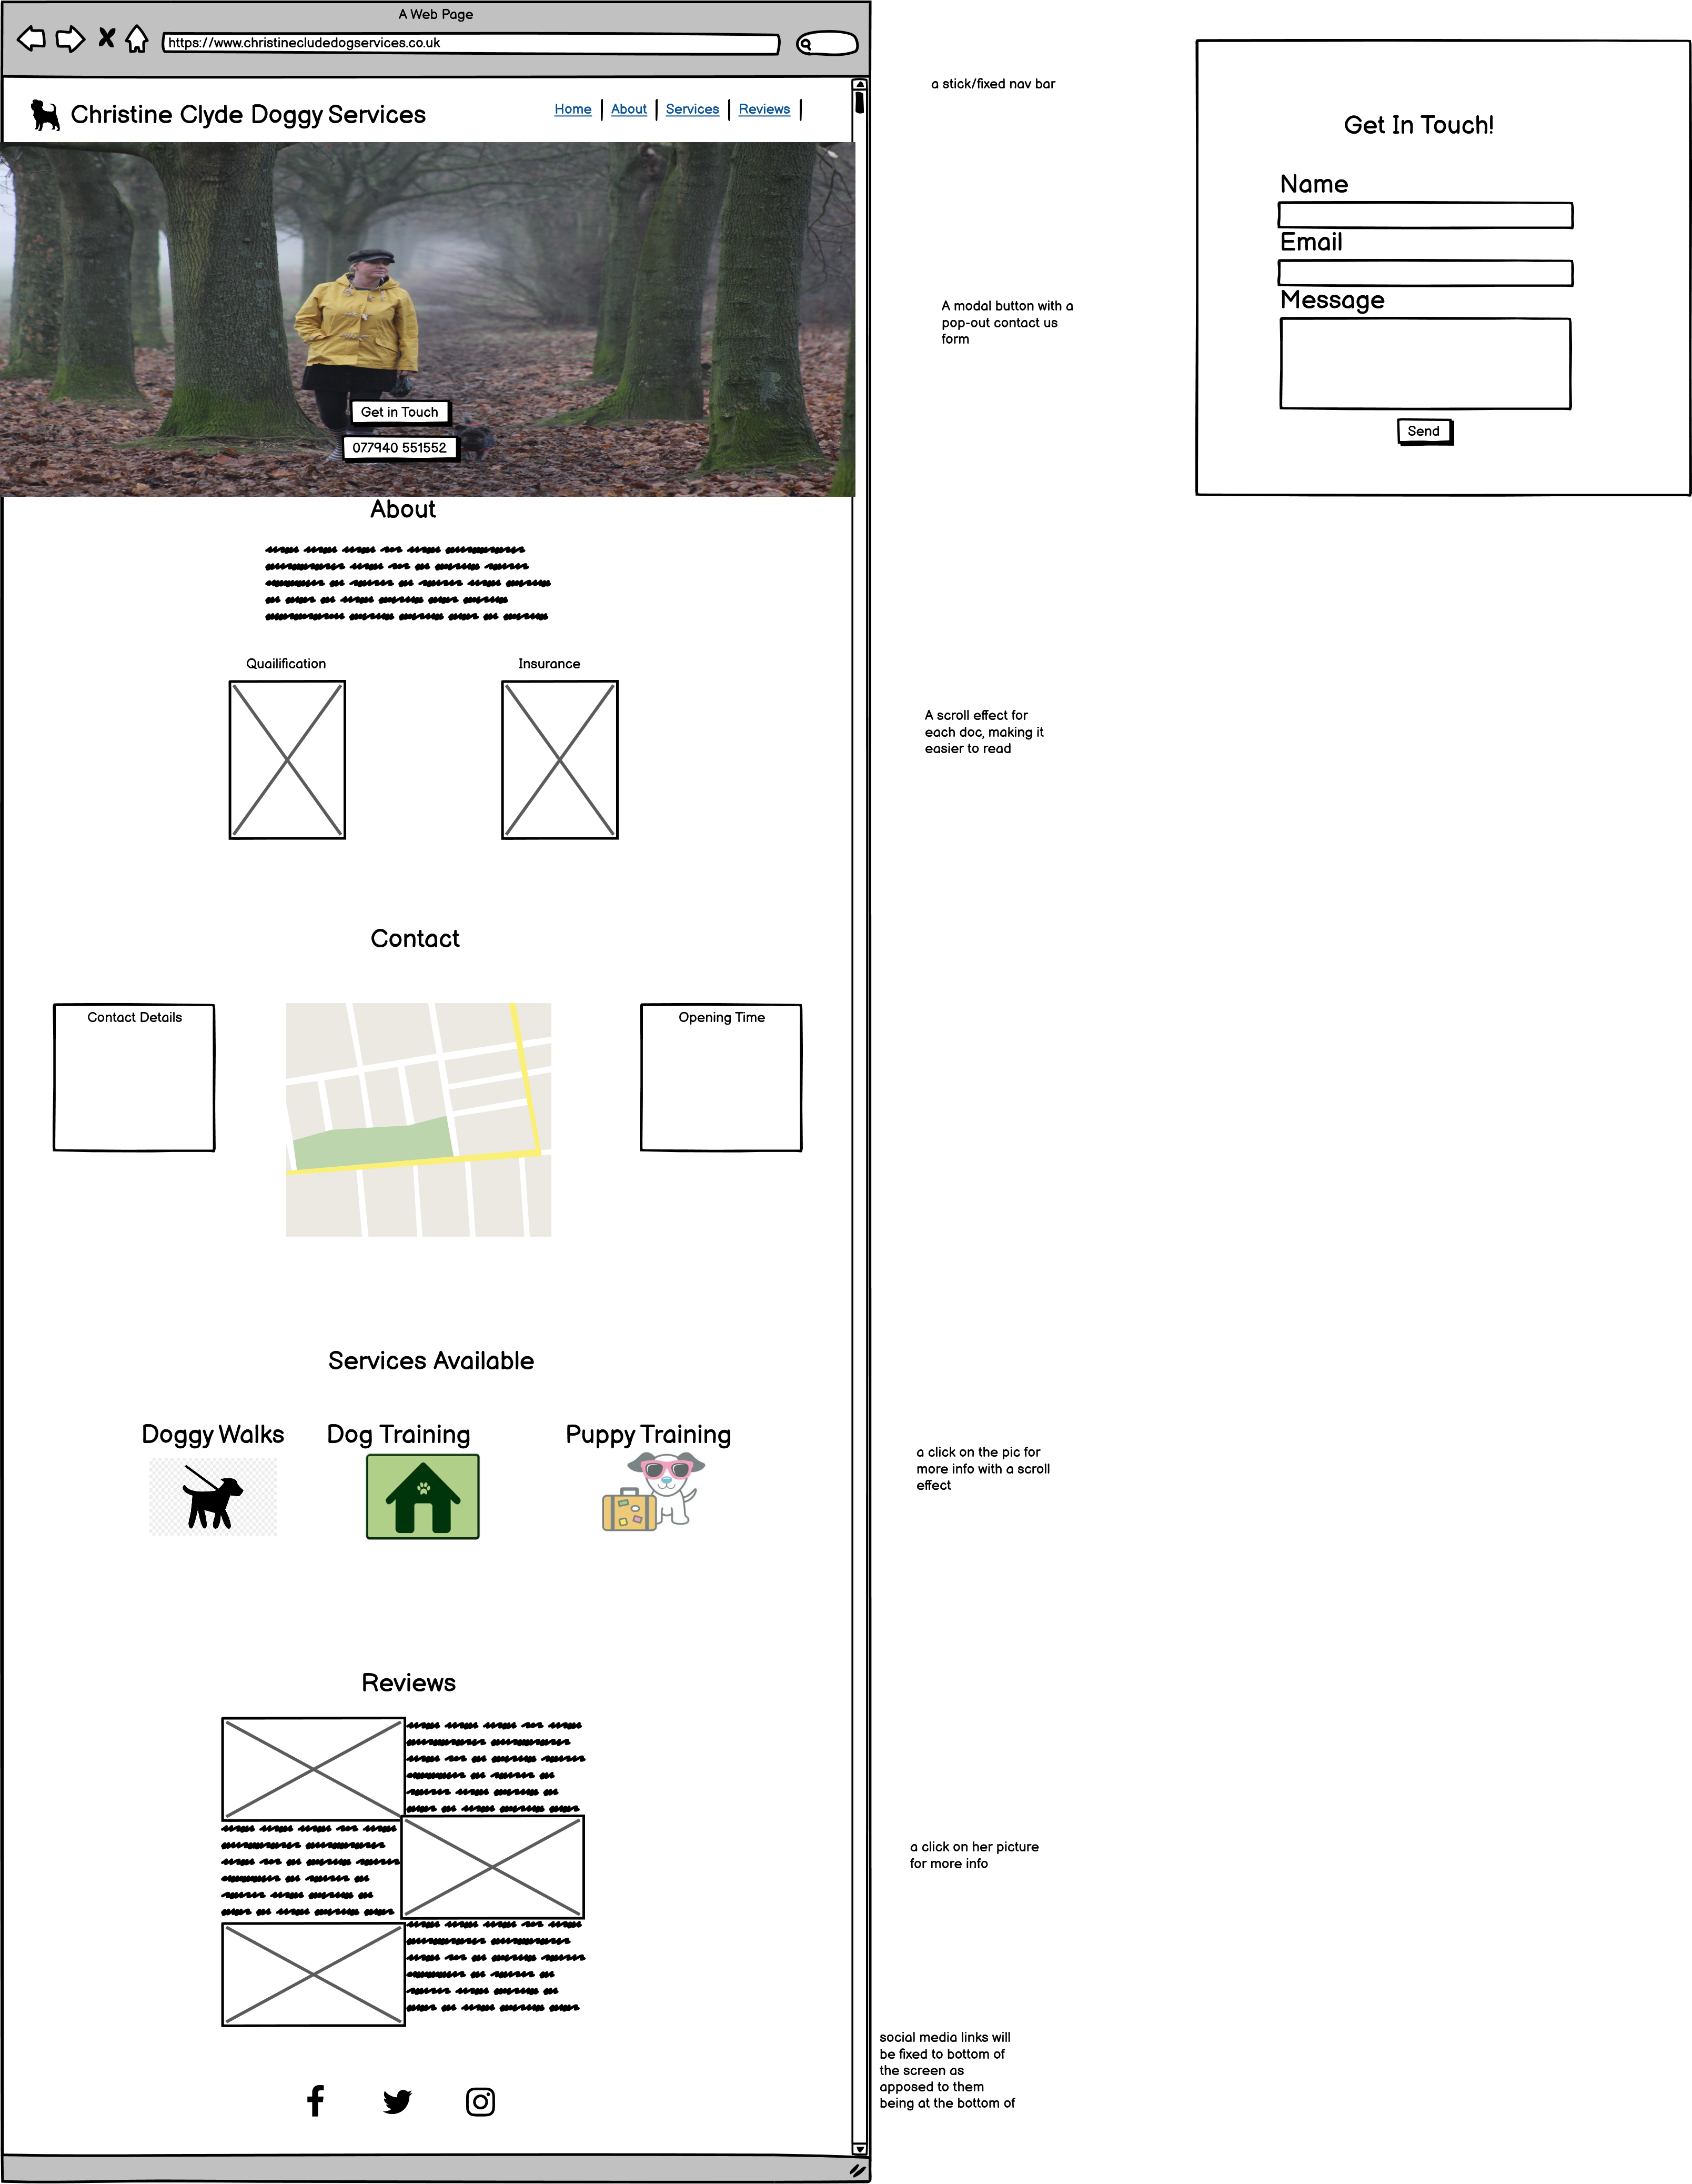 A Web Page
https://www.christinecludedogservices.co.uk
Christine Clyde Doggy Services
Home
About
Services
Reviews
a stick/fixed nav bar
Get In Touch!
Name
Email
Message
Send
A modal button with a
pop-out contact us
form
Get in Touch
077940 551552
About
Quailification
Insurance
A scroll effect for
each doc, making it
easier to read
Contact
Contact Details
Opening Time
Services Available
Doggy Walks
Dog Training
Puppy Training
a click on the pic for
more info with a scroll
effect
Reviews
a click on her picture
for more info
social media links will
be fixed to bottom of
the screen as
apposed to them
being at the bottom of